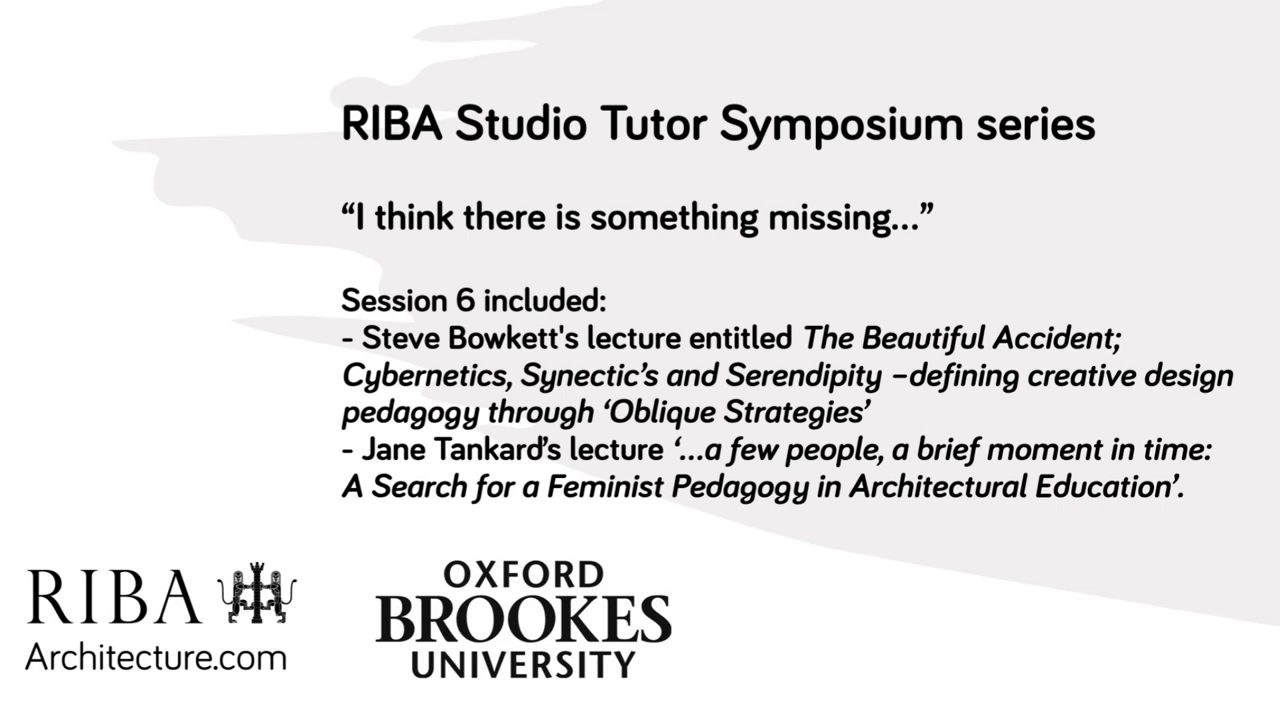 RIBA Studio Tutor Symposium series
“I think there is something missing...”
Session 6 included:
- Steve Bowkett's lecture entitled The Beautiful Accident;
Cybernetics, Synectic’s and Serendipity –defining creative design
pedagogy through ‘Oblique Strategies’
- Jane Tankard’s lecture ‘...a few people, a brief moment in time:
A Search for a Feminist Pedagogy in Architectural Education’.
RIBA
Architecture.com
OXFORD
BROOKES
UNIVERSITY